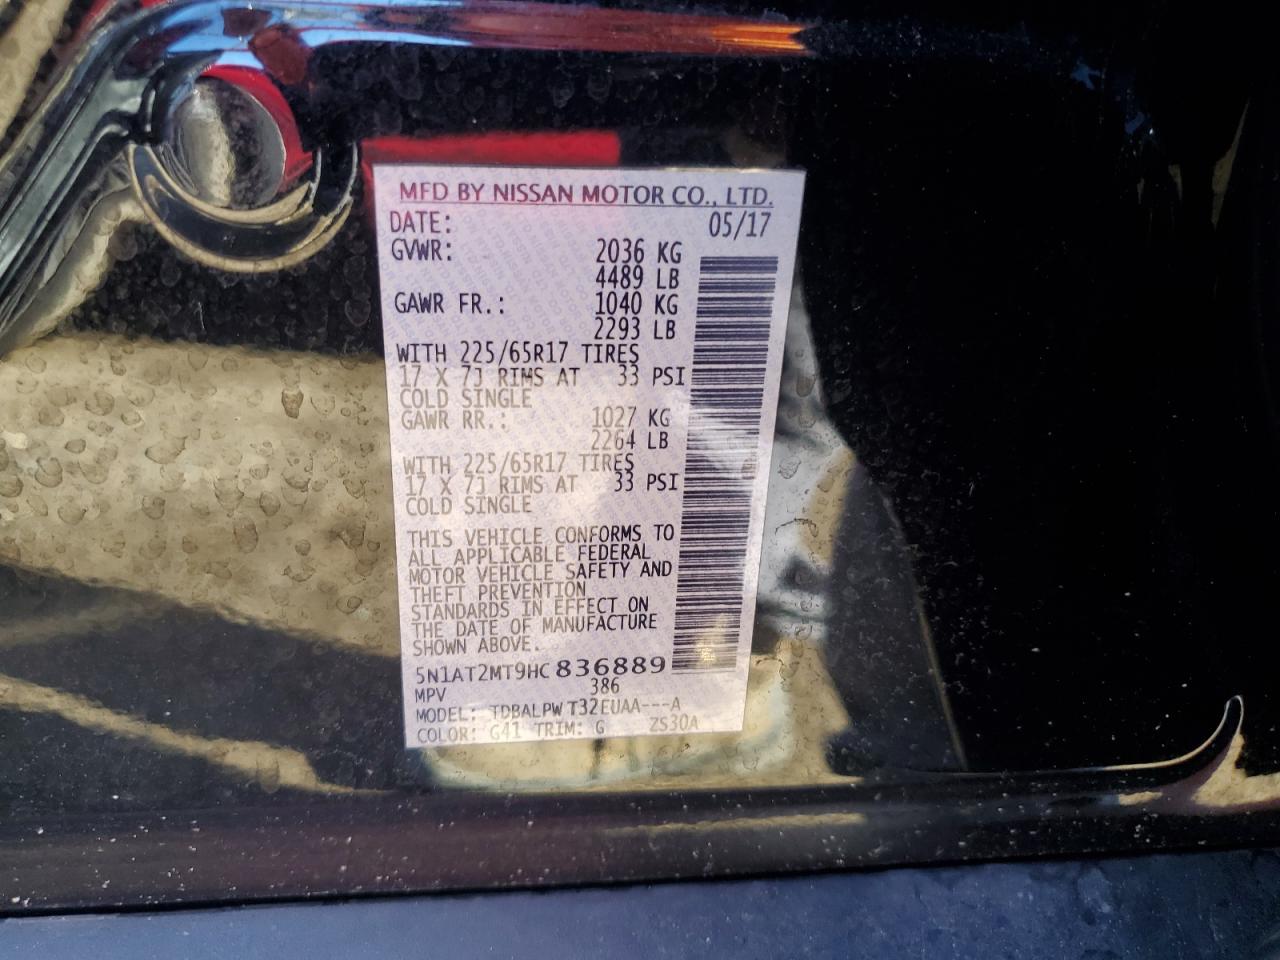 MFD BY NISSAN MOTOR CO., LTD.
DATE: 05/17
GVWR: 2036 KG
4489 LB
GAWR FR.: 1040 KG
2293 LB
WITH 225/65R17 TIRES
17 X 7J RIMS AT 33 PSI
COLD SINGLE
GAWR RR.: 1027 KG
2264 LB
WITH 225/65R17 TIRES
17 X 7J RIMS AT 33 PSI
COLD SINGLE
THIS VEHICLE CONFORMS TO
ALL APPLICABLE FEDERAL
MOTOR VEHICLE SAFETY AND
THEFT PREVENTION
STANDARDS IN EFFECT ON
THE DATE OF MANUFACTURE
SHOWN ABOVE.
5N1AT2MT9HC836889
MPV 386
MODEL: TDBALPWT32EUAA---A
COLOR: G41 TRIM: G ZS30A